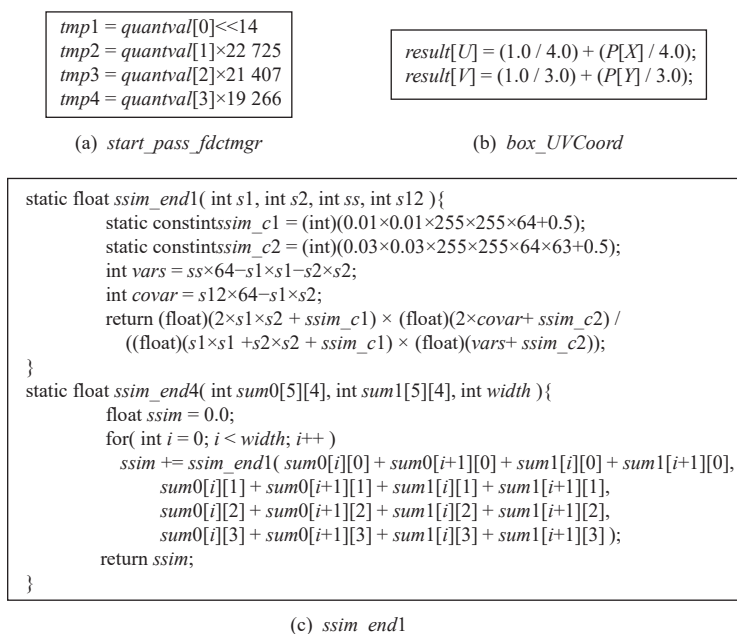 tmp1 = quantval[0]<<14
tmp2 = quantval[1]×22 725
tmp3 = quantval[2]×21 407
tmp4 = quantval[3]×19 266
(a) start_pass_fdctmgr
result[U] = (1.0 / 4.0) + (P[X] / 4.0);
result[V] = (1.0 / 3.0) + (P[Y] / 3.0);
(b) box_UVCoord
static float ssim_end1( int s1, int s2, int ss, int s12 ){
static constintssim_c1 = (int)(0.01×0.01×255×255×64+0.5);
static constintssim_c2 = (int)(0.03×0.03×255×255×64×63+0.5);
int vars = ss×64−s1×s1−s2×s2;
int covar = s12×64−s1×s2;
return (float)(2×s1×s2 + ssim_c1) × (float)(2×covar+ ssim_c2) /
((float)(s1×s1 +s2×s2 + ssim_c1) × (float)(vars+ ssim_c2));
}
static float ssim_end4( int sum0[5][4], int sum1[5][4], int width ){
float ssim = 0.0;
for( int i = 0; i < width; i++ )
ssim += ssim_end1( sum0[i][0] + sum0[i+1][0] + sum1[i][0] + sum1[i+1][0],
sum0[i][1] + sum0[i+1][1] + sum1[i][1] + sum1[i+1][1],
sum0[i][2] + sum0[i+1][2] + sum1[i][2] + sum1[i+1][2],
sum0[i][3] + sum0[i+1][3] + sum1[i][3] + sum1[i+1][3] );
return ssim;
}
(c) ssim_end1